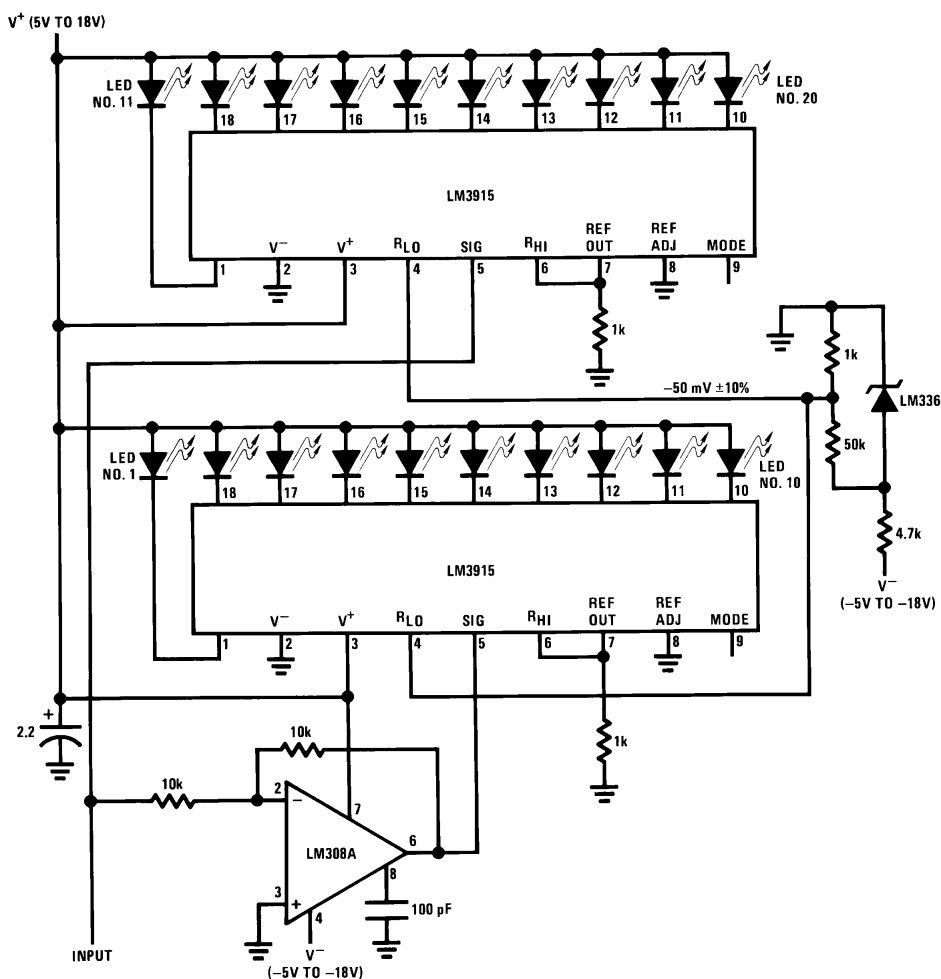 V+ (5V TO 18V)
LED NO. 11
LED NO. 20
18 17 16 15 14 13 12 11 10
LM3915
V− V+ RLO SIG RHI REF OUT REF ADJ MODE
1 2 3 4 5 6 7 8 9
1k
1k
−50 mV ±10%
LM336
50k
LED NO. 1
LED NO. 10
18 17 16 15 14 13 12 11 10
4.7k
V−
(−5V TO −18V)
LM3915
V− V+ RLO SIG RHI REF OUT REF ADJ MODE
1 2 3 4 5 6 7 8 9
+
2.2
10k
1k
10k
2
−
7
6
LM308A
8
3
+
4
100 pF
INPUT
V−
(−5V TO −18V)